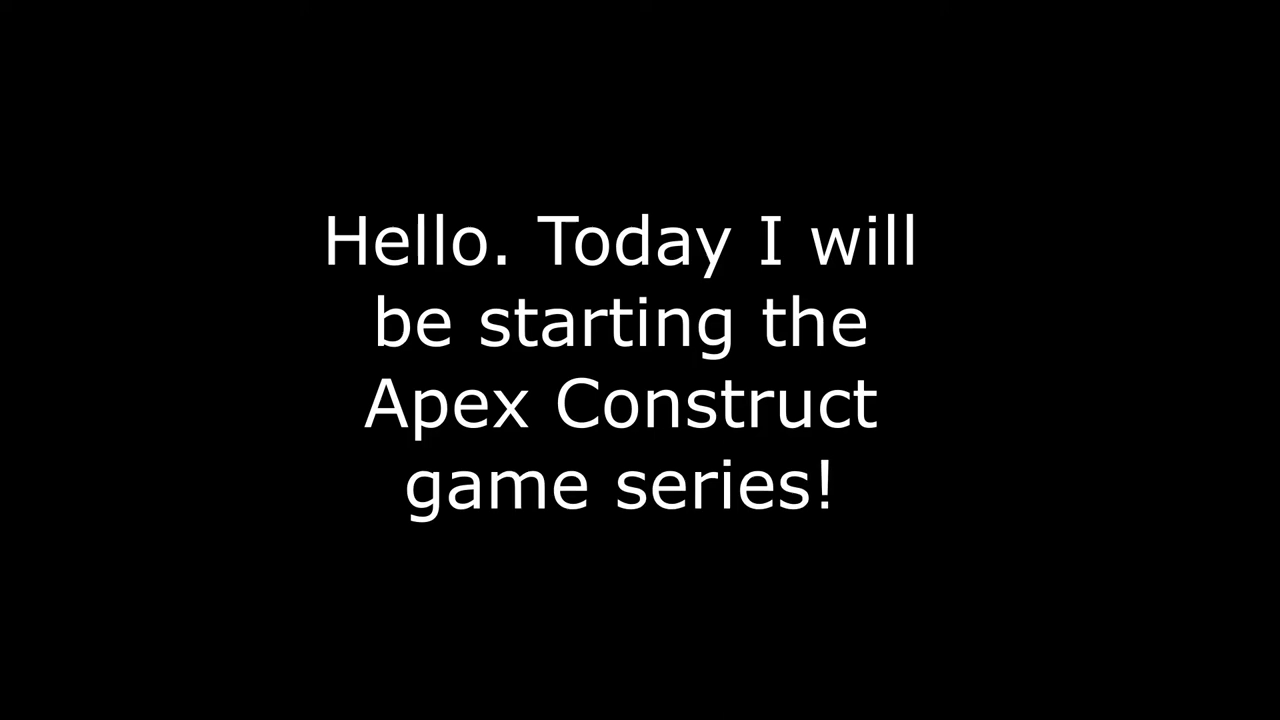 Hello. Today I will
be starting the
Apex Construct
game series!